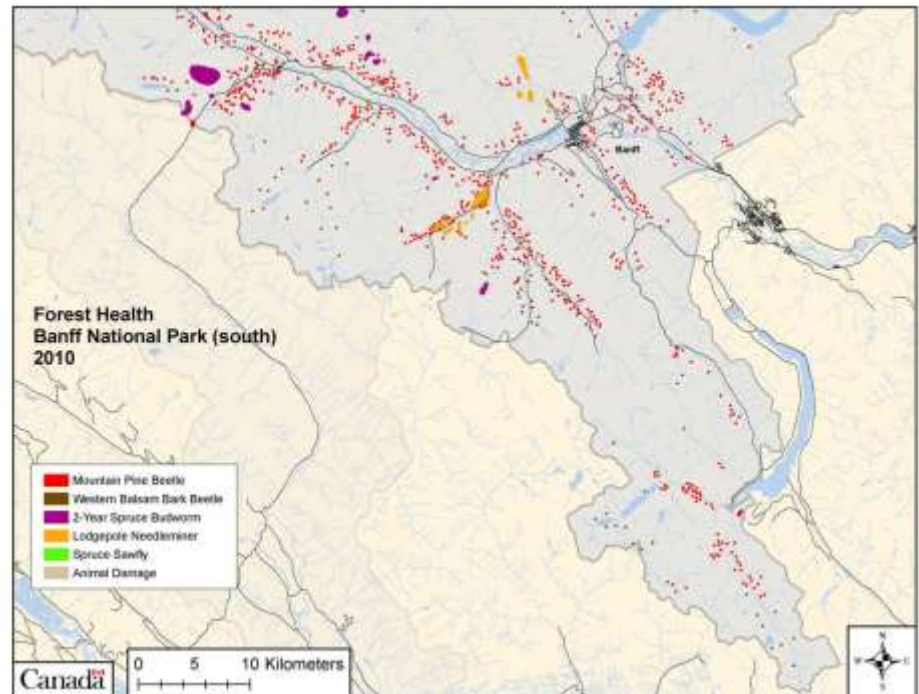 Banff
Forest Health
Banff National Park (south)
2010
Mountain Pine Beetle
Western Balsam Bark Beetle
2-Year Spruce Budworm
Lodgepole Needleminer
Spruce Sawfly
Animal Damage
Canada
0 5 10 Kilometers
N
W E
S